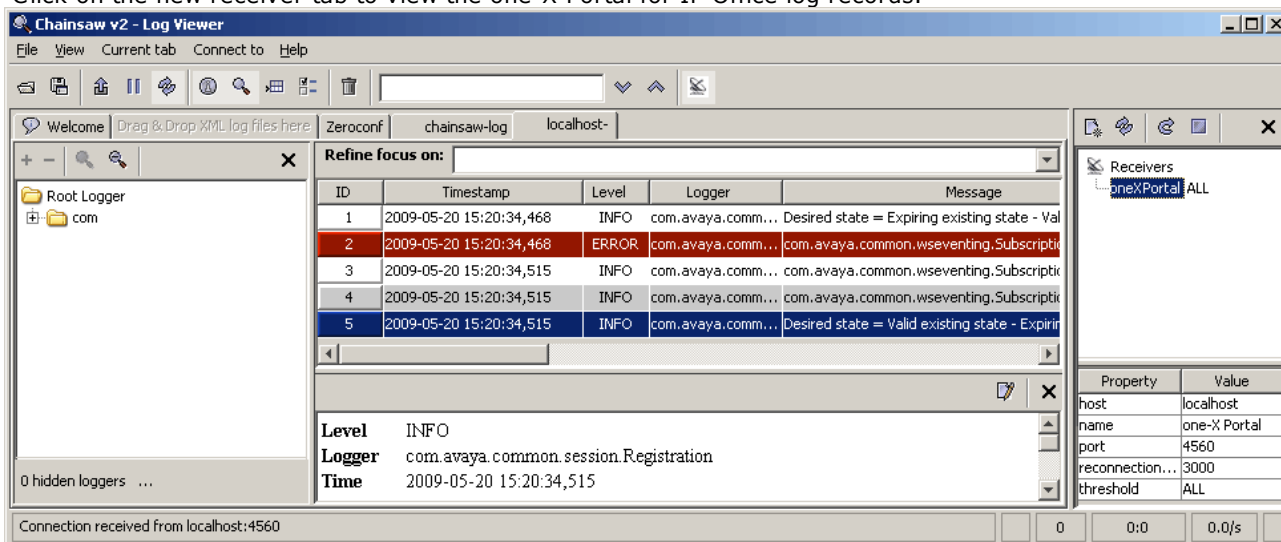 Click on the new receiver tab to view the one-X Portal for IP Office log records.
Chainsaw v2 - Log Viewer
File View Current tab Connect to Help
Welcome Drag & Drop XML log files here Zeroconf chainsaw-log localhost-
Refine focus on:
Root Logger
com
0 hidden loggers ...
ID Timestamp Level Logger Message
1 2009-05-20 15:20:34,468 INFO com.avaya.comm... Desired state = Expiring existing state - Val
2 2009-05-20 15:20:34,468 ERROR com.avaya.comm... com.avaya.common.wseventing.Subscriptic
3 2009-05-20 15:20:34,515 INFO com.avaya.comm... com.avaya.common.wseventing.Subscriptic
4 2009-05-20 15:20:34,515 INFO com.avaya.comm... com.avaya.common.wseventing.Subscriptic
5 2009-05-20 15:20:34,515 INFO com.avaya.comm... Desired state = Valid existing state - Expirir
Level INFO
Logger com.avaya.common.session.Registration
Time 2009-05-20 15:20:34,515
Receivers
oneXPortal ALL
Property Value
host localhost
name one-X Portal
port 4560
reconnection... 3000
threshold ALL
Connection received from localhost:4560 0 0:0 0.0/s